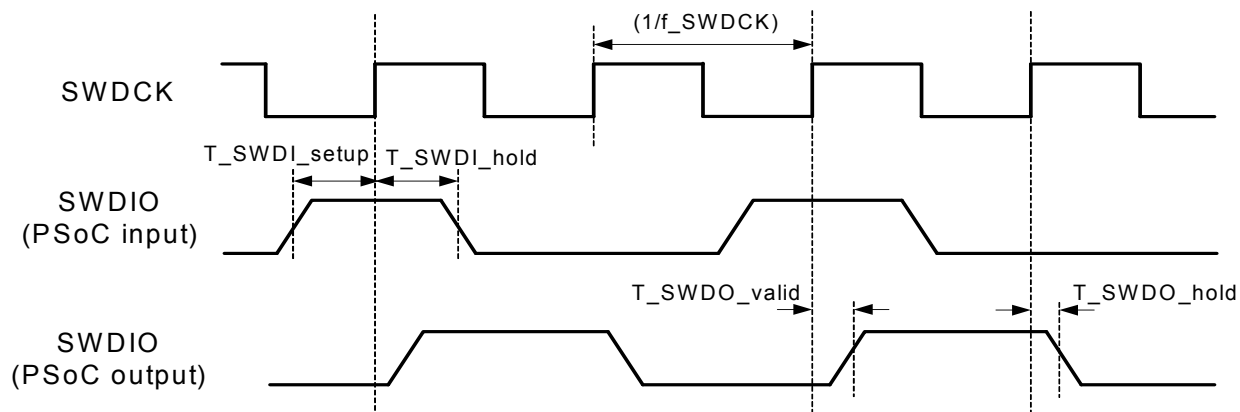 (1/f_SWDCK)
SWDCK
T_SWDI_setup
T_SWDI_hold
SWDIO
(PSoC input)
T_SWDO_valid
T_SWDO_hold
SWDIO
(PSoC output)